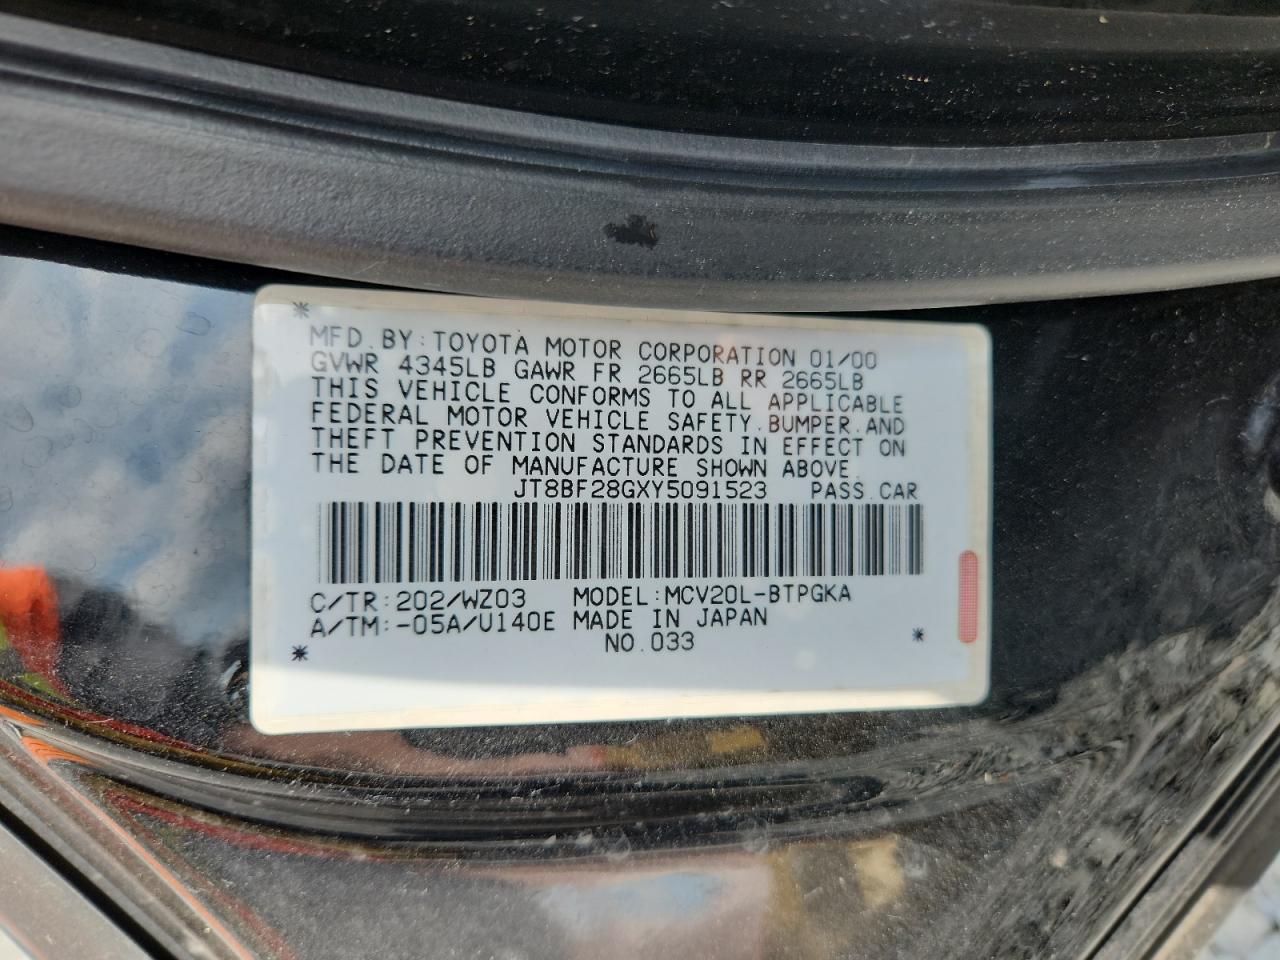 MFD. BY: TOYOTA MOTOR CORPORATION 01/00
GVWR 4345LB GAWR FR 2665LB RR 2665LB
THIS VEHICLE CONFORMS TO ALL APPLICABLE
FEDERAL MOTOR VEHICLE SAFETY. BUMPER. AND
THEFT PREVENTION STANDARDS IN EFFECT ON
THE DATE OF MANUFACTURE SHOWN ABOVE.
JT8BF28GXY5091523 PASS. CAR
C/TR: 202/WZ03 MODEL: MCV20L-BTPGKA
A/TM: -05A/U140E MADE IN JAPAN
NO. 033